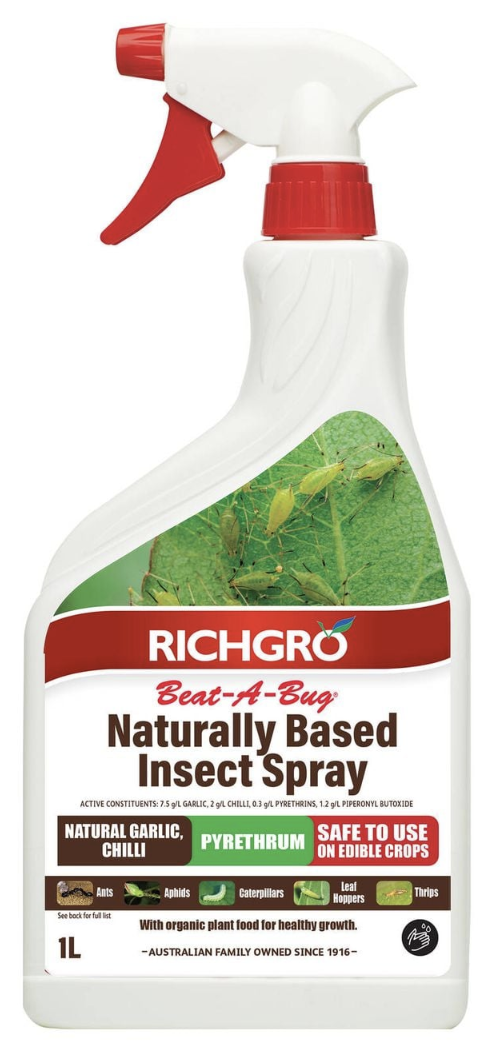 RICHGRO
Beat-A-Bug®
Naturally Based
Insect Spray
ACTIVE CONSTITUENTS: 7.5 g/L GARLIC, 2 g/L CHILLI, 0.3 g/L PYRETHRINS, 1.2 g/L PIPERONYL BUTOXIDE
NATURAL GARLIC,
CHILLI
PYRETHRUM
SAFE TO USE
ON EDIBLE CROPS
Ants
Aphids
Caterpillars
Leaf
Hoppers
Thrips
See back for full list
With organic plant food for healthy growth.
1L
–AUSTRALIAN FAMILY OWNED SINCE 1916–